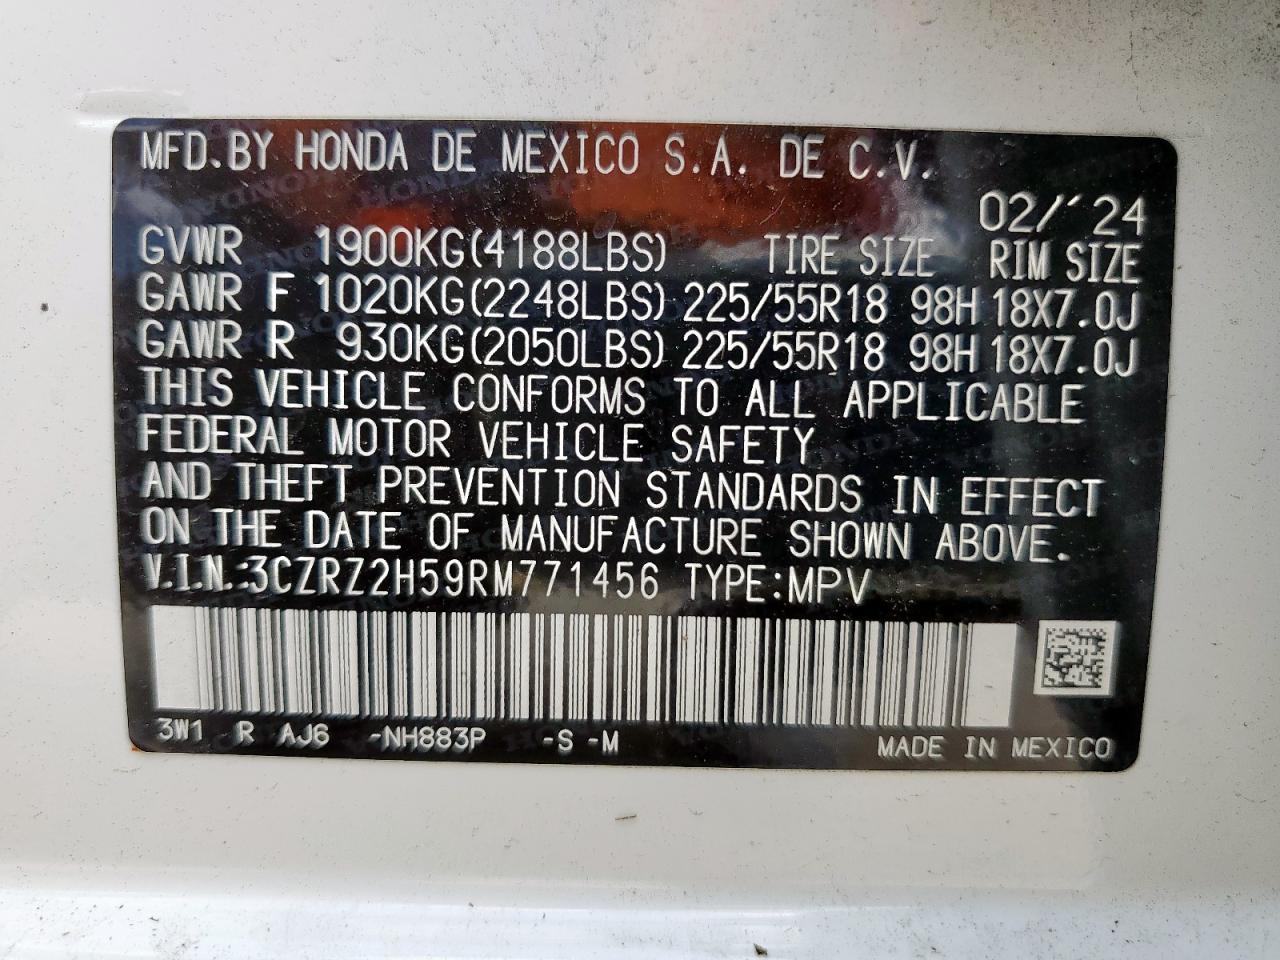 MFD.BY HONDA DE MEXICO S.A. DE C.V.
02/'24
GVWR 1900KG(4188LBS) TIRE SIZE RIM SIZE
GAWR F 1020KG(2248LBS) 225/55R18 98H 18X7.0J
GAWR R 930KG(2050LBS) 225/55R18 98H 18X7.0J
THIS VEHICLE CONFORMS TO ALL APPLICABLE
FEDERAL MOTOR VEHICLE SAFETY
AND THEFT PREVENTION STANDARDS IN EFFECT
ON THE DATE OF MANUFACTURE SHOWN ABOVE.
V.I.N.:3CZRZ2H59RM771456 TYPE:MPV
3W1 R AJ6 -NH883P -S -M MADE IN MEXICO